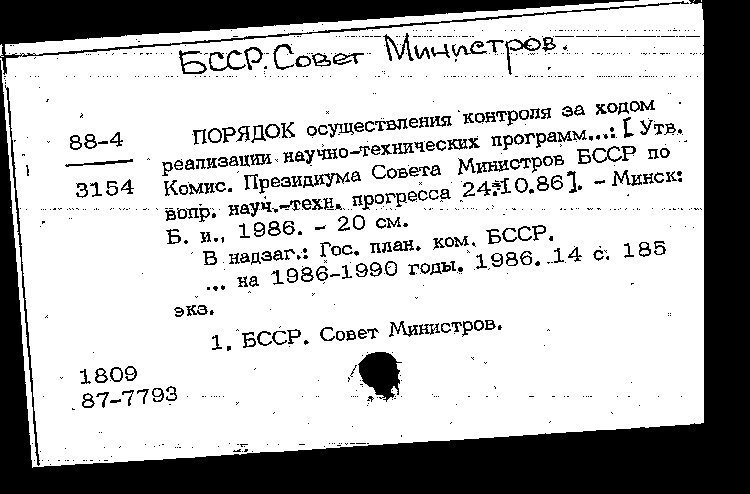 БССР. Совет Министров.
88-4
3154
ПОРЯДОК осуществления контроля за ходом
реализации научно-технических программ...: [ Утв.
Комис. Президиума Совета Министров БССР по
вопр. науч.-техн. прогресса 24.10.86]. - Минск:
Б. и., 1986. - 20 см.
В надзаг.: Гос. план. ком. БССР.
... на 1986-1990 годы. 1986. 14 с. 185
экз.
1. БССР. Совет Министров.
1809
87-7793